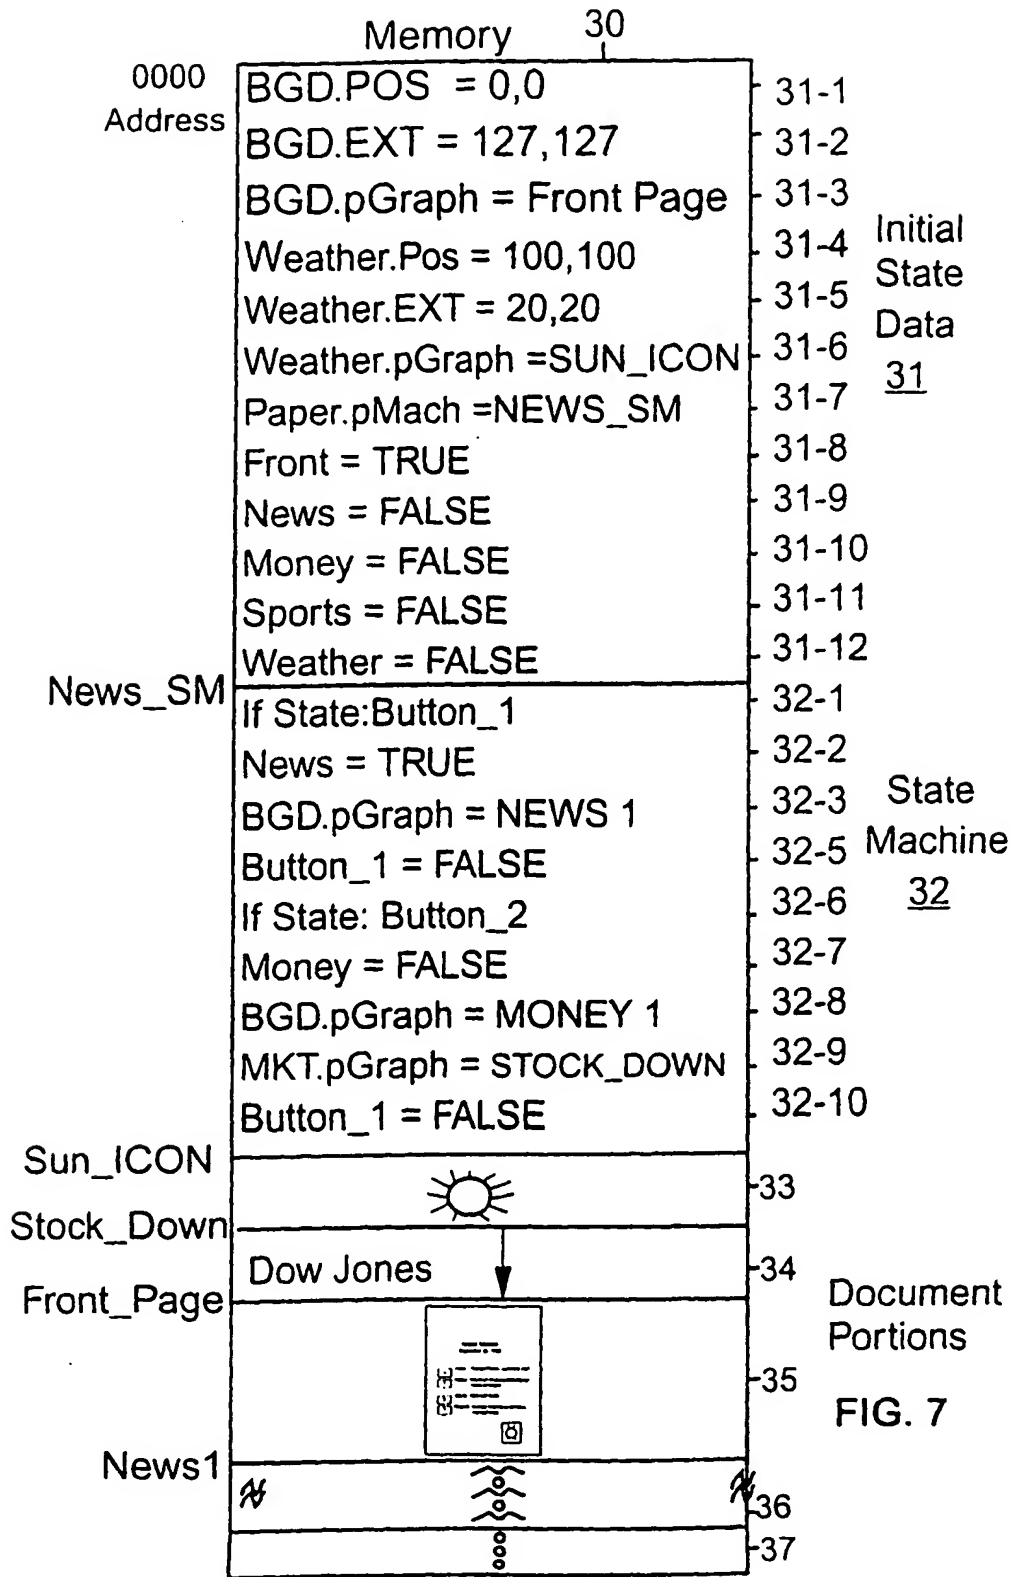 Memory 30
0000
Address
BGD.POS = 0,0 31-1
BGD.EXT = 127,127 31-2
BGD.pGraph = Front Page 31-3
Weather.Pos = 100,100 31-4
Weather.EXT = 20,20 31-5
Weather.pGraph =SUN_ICON 31-6
Paper.pMach =NEWS_SM 31-7
Front = TRUE 31-8
News = FALSE 31-9
Money = FALSE 31-10
Sports = FALSE 31-11
Weather = FALSE 31-12
Initial
State
Data
31
News_SM
If State:Button_1 32-1
News = TRUE 32-2
BGD.pGraph = NEWS 1 32-3
Button_1 = FALSE 32-5
If State: Button_2 32-6
Money = FALSE 32-7
BGD.pGraph = MONEY 1 32-8
MKT.pGraph = STOCK_DOWN 32-9
Button_1 = FALSE 32-10
State
Machine
32
Sun_ICON
33
Stock_Down
Dow Jones 34
Front_Page
35
Document
Portions
FIG. 7
News1
36
37